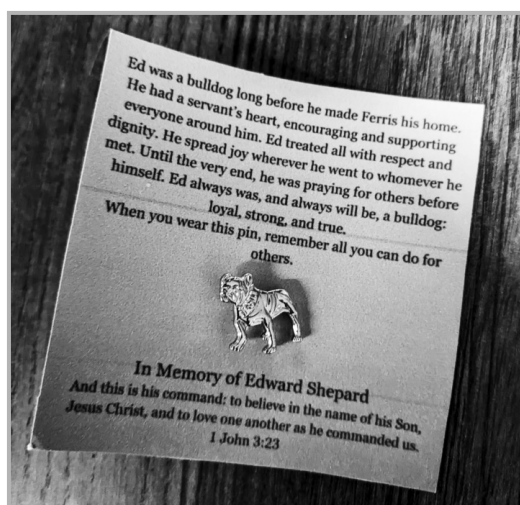 Ed was a bulldog long before he made Ferris his home.
He had a servant's heart, encouraging and supporting
everyone around him. Ed treated all with respect and
dignity. He spread joy wherever he went to whomever he
met. Until the very end, he was praying for others before
himself. Ed always was, and always will be, a bulldog:
loyal, strong, and true.
When you wear this pin, remember all you can do for
others.
In Memory of Edward Shepard
And this is his command: to believe in the name of his Son,
Jesus Christ, and to love one another as he commanded us.
I John 3:23